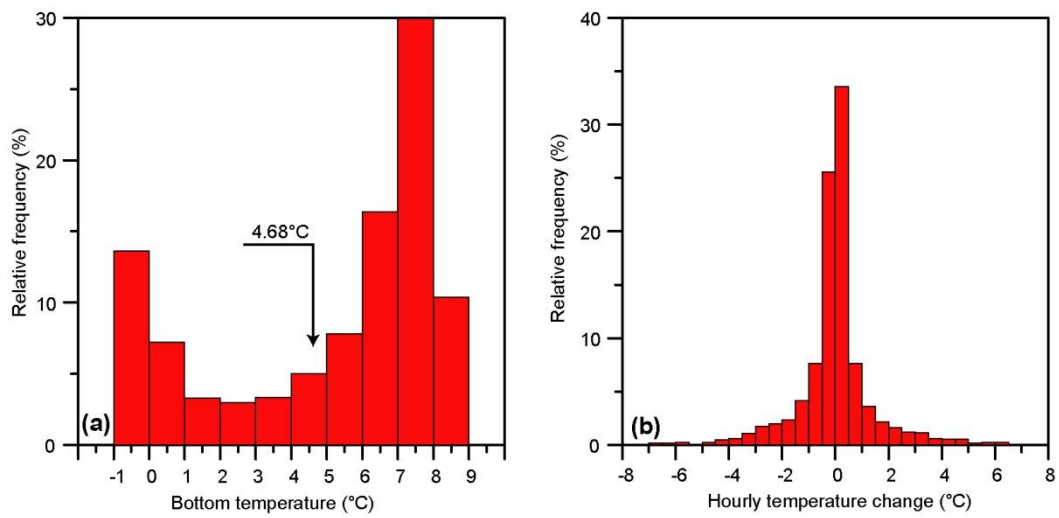 30
20
10
0
Relative frequency (%)
4.68°C
(a)
-1 0 1 2 3 4 5 6 7 8 9
Bottom temperature (°C)
40
30
20
10
0
Relative frequency (%)
(b)
-8 -6 -4 -2 0 2 4 6 8
Hourly temperature change (°C)